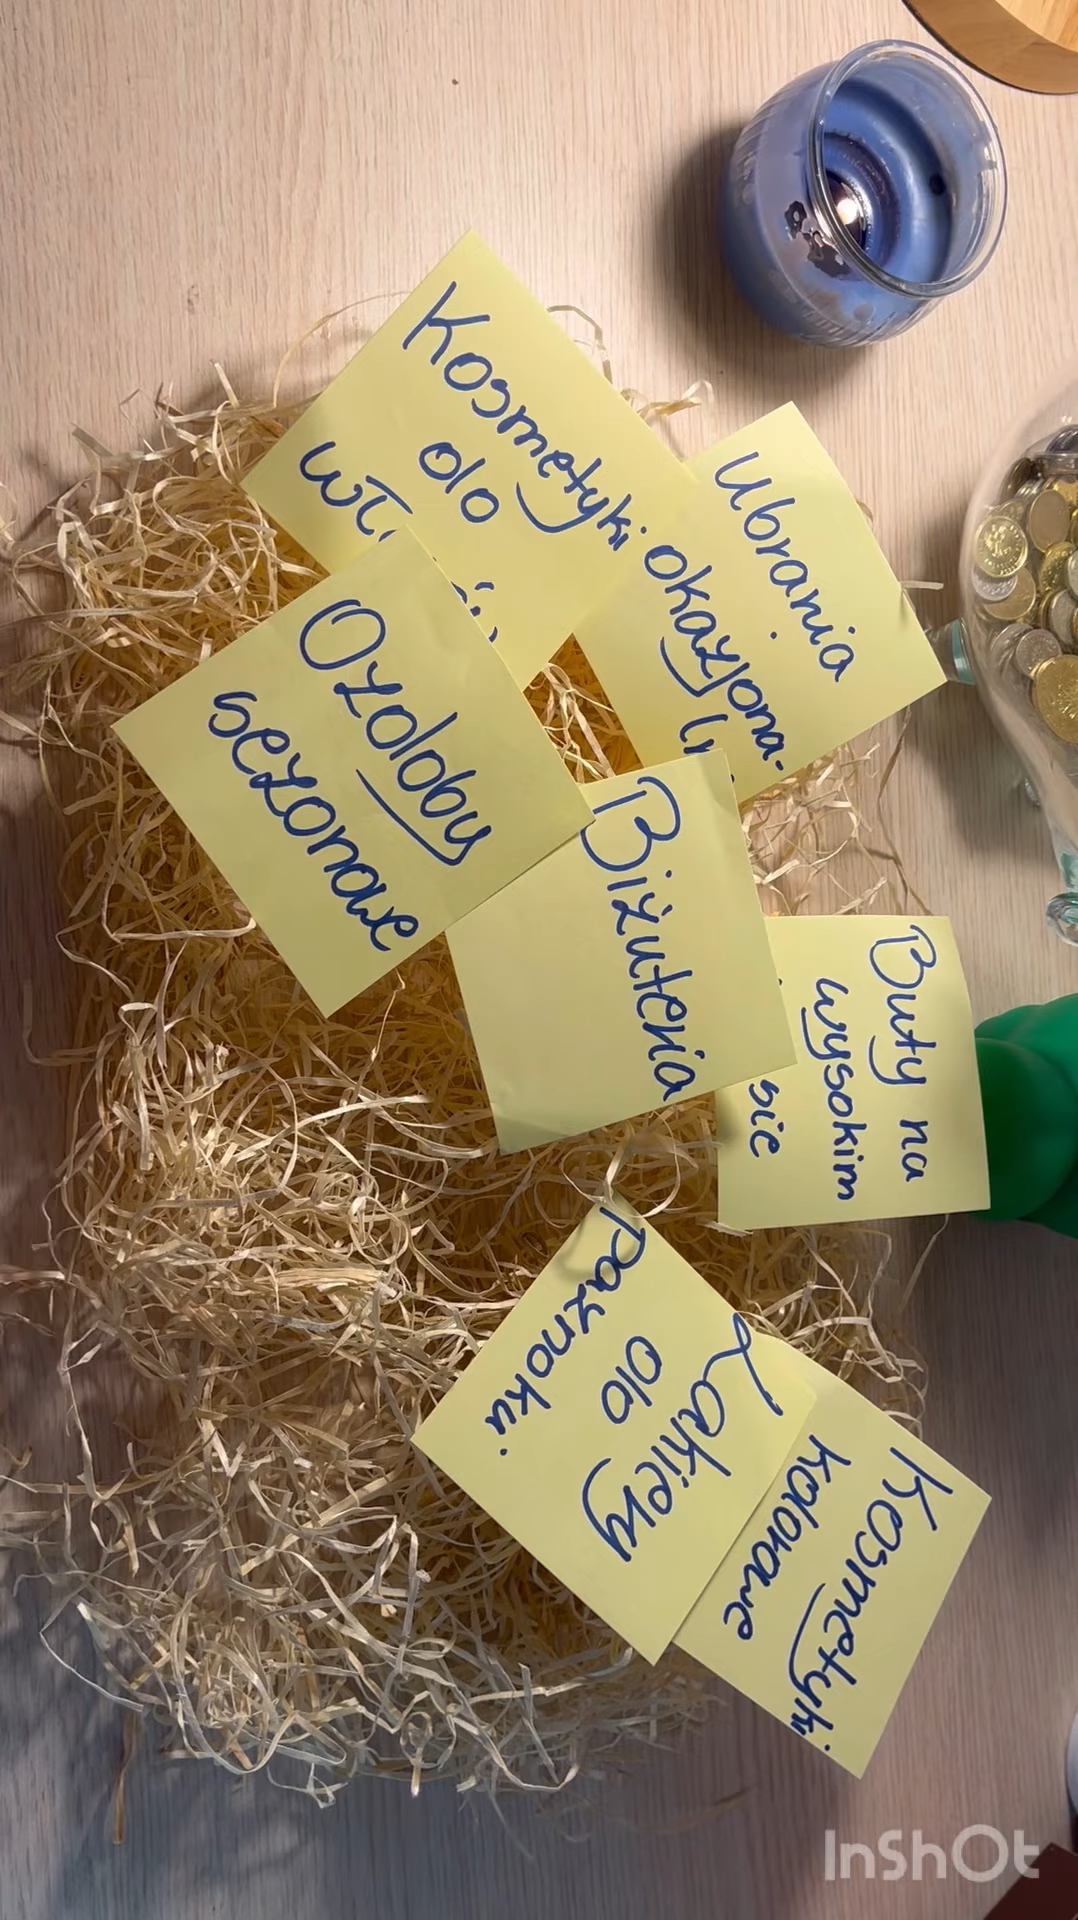 Kosmetyki
do
Ubrania
okazjona-
Ozdoby
sezonowe
Biżuteria
Buty na
wysokim
Lakiery
do
paznokci
Kosmetyki
kolorowe
InShOt